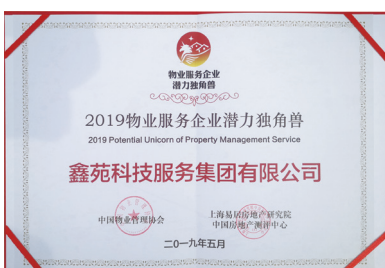 物业服务企业
潜力独角兽
2019物业服务企业潜力独角兽
2019 Potential Unicorn of Property Management Service
鑫苑科技服务集团有限公司
中国物业管理协会
上海易居房地产研究院
中国房地产测评中心
二〇一九年五月